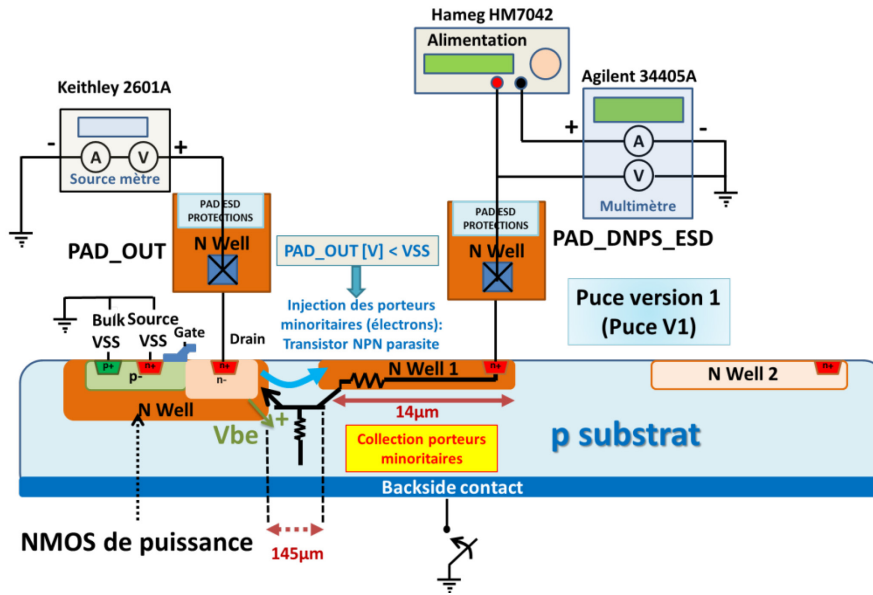 Hameg HM7042
Alimentation
Keithley 2601A
Agilent 34405A
- +
A V
Source mètre
+ -
A
V
Multimètre
PAD ESD
PROTECTIONS
N Well
PAD_OUT
PAD_OUT [V] < VSS
PAD ESD
PROTECTIONS
N Well
PAD_DNPS_ESD
Injection des porteurs
minoritaires (électrons):
Transistor NPN parasite
Puce version 1
(Puce V1)
Bulk
VSS
Source
VSS
Gate
Drain
p+
n+
n+
p-
n-
N Well
N Well 1
n+
N Well 2
n+
Vbe
+
14µm
Collection porteurs
minoritaires
p substrat
Backside contact
NMOS de puissance
145µm